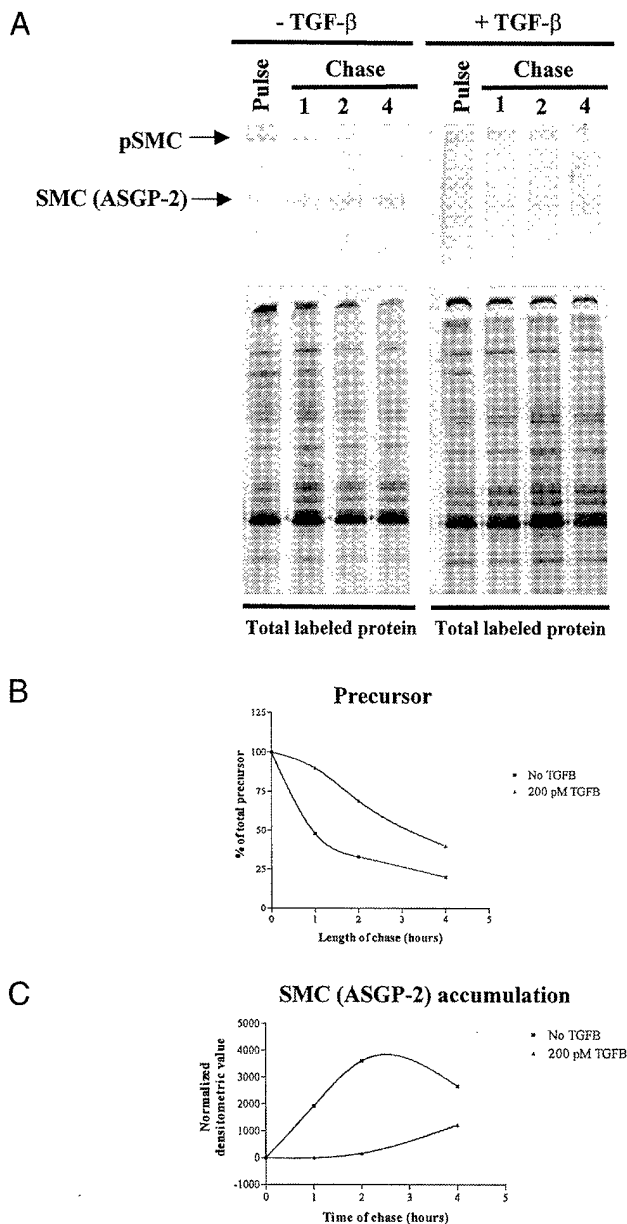 A
- TGF-β
+ TGF-β
Pulse
Chase
1 2 4
Pulse
Chase
1 2 4
pSMC
SMC (ASGP-2)
Total labeled protein
Total labeled protein
B
Precursor
% of total precursor
125
100
75
50
25
0
0 1 2 3 4 5
Length of chase (hours)
No TGFB
200 pM TGFB
C
SMC (ASGP-2) accumulation
Normalized
densitometric value
5000
4000
3000
2000
1000
0
-1000
0 1 2 3 4 5
Time of chase (hours)
No TGFB
200 pM TGFB